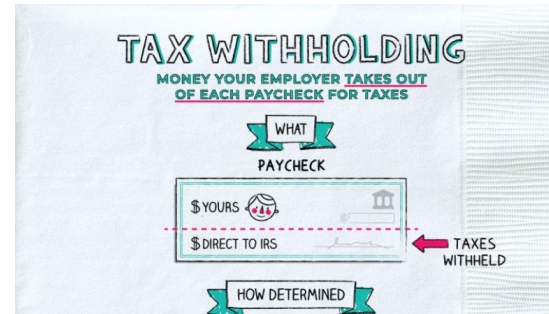 TAX WITHHOLDING
MONEY YOUR EMPLOYER TAKES OUT
OF EACH PAYCHECK FOR TAXES
WHAT
PAYCHECK
$ YOURS
$
$ DIRECT TO IRS
TAXES
WITHHELD
HOW DETERMINED